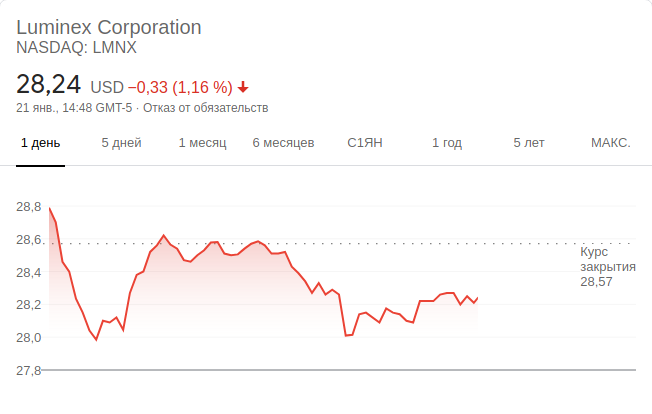 Luminex Corporation
NASDAQ: LMNX
28,24 USD −0,33 (1,16 %)
21 янв., 14:48 GMT-5 · Отказ от обязательств
1 день 5 дней 1 месяц 6 месяцев С1ЯН 1 год 5 лет МАКС.
28,8
28,6
Курс
закрытия
28,57
28,4
28,2
28,0
27,8